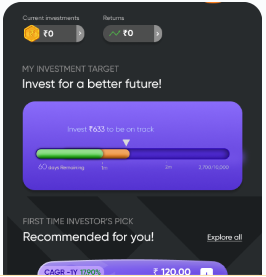 Current investments Returns
₹0 ₹0
MY INVESTMENT TARGET
Invest for a better future!
Invest ₹633 to be on track
60 days Remaining 1m 2m 2,700/10,000
FIRST TIME INVESTOR'S PICK
Recommended for you! Explore all
CAGR -1Y 17.90% ₹ 120.00